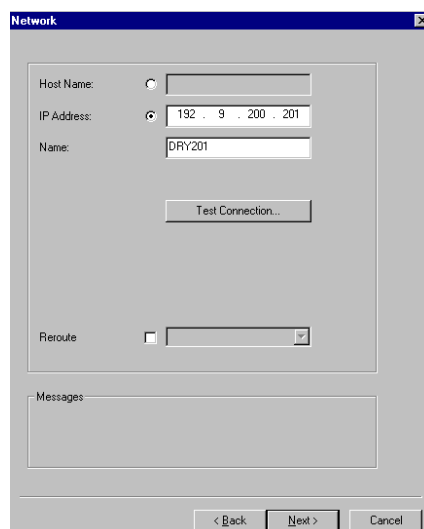 Network
Host Name:
IP Address: 192 . 9 . 200 . 201
Name: DRY201
Test Connection...
Reroute
Messages
< Back Next > Cancel